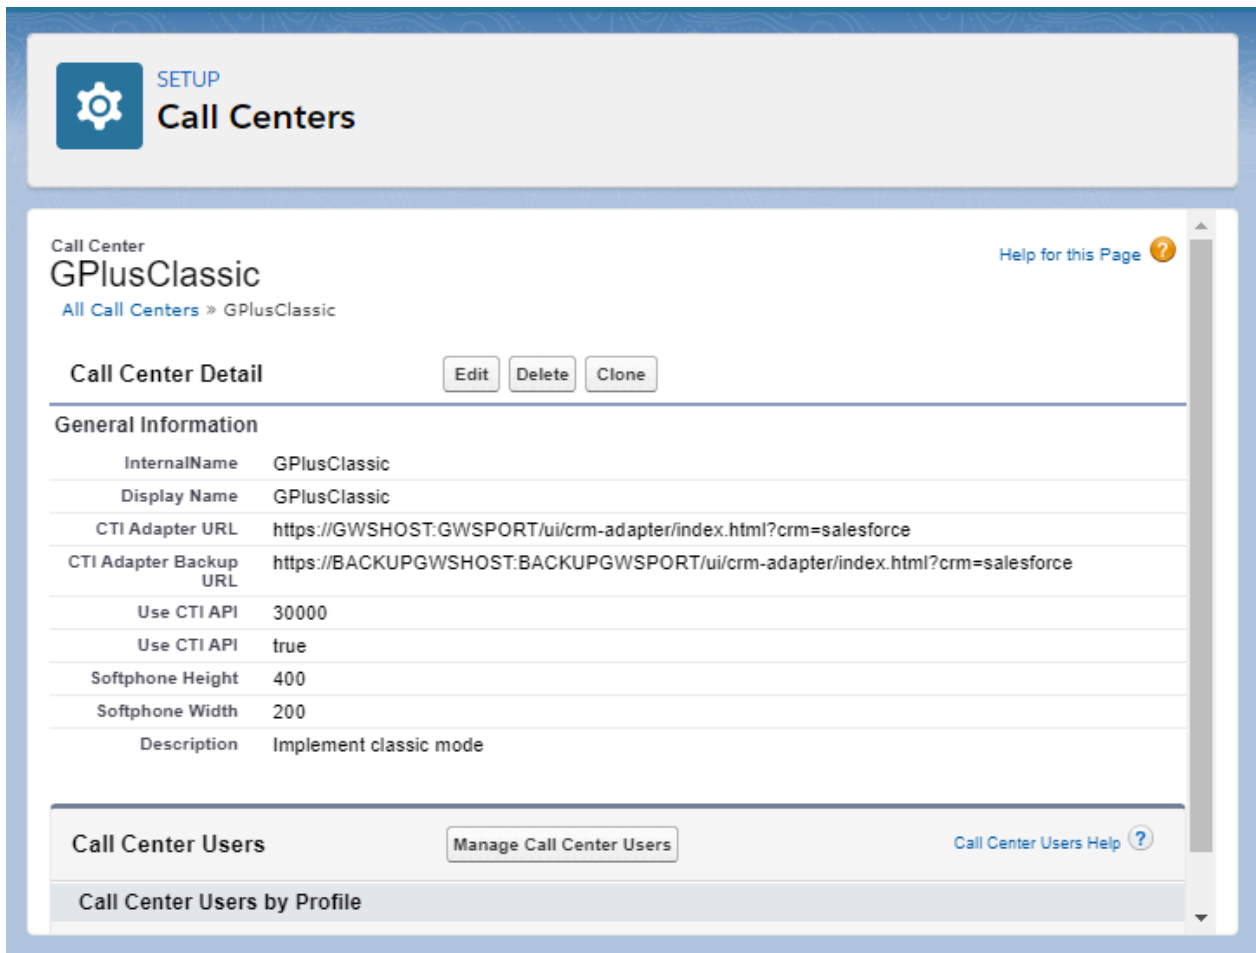 SETUP
Call Centers
Call Center
GPlusClassic
Help for this Page ?
All Call Centers » GPlusClassic
Call Center Detail
Edit
Delete
Clone
General Information
InternalName GPlusClassic
Display Name GPlusClassic
CTI Adapter URL https://GWSHOST:GWSPORT/ui/crm-adapter/index.html?crm=salesforce
CTI Adapter Backup URL https://BACKUPGWSHOST:BACKUPGWSPORT/ui/crm-adapter/index.html?crm=salesforce
Use CTI API 30000
Use CTI API true
Softphone Height 400
Softphone Width 200
Description Implement classic mode
Call Center Users
Manage Call Center Users
Call Center Users Help ?
Call Center Users by Profile